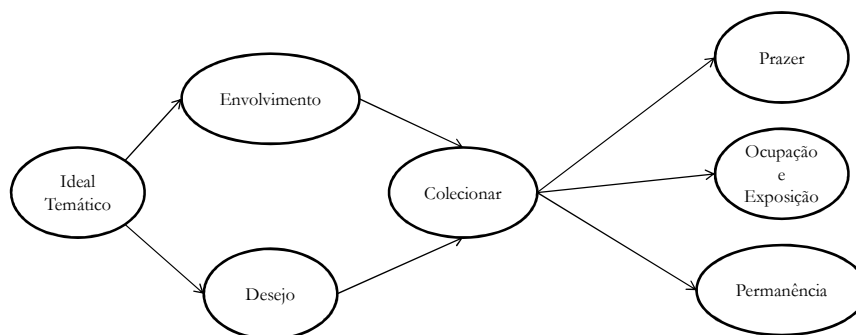 Ideal
Temático
Envolvimento
Desejo
Colecionar
Prazer
Ocupação
e
Exposição
Permanência